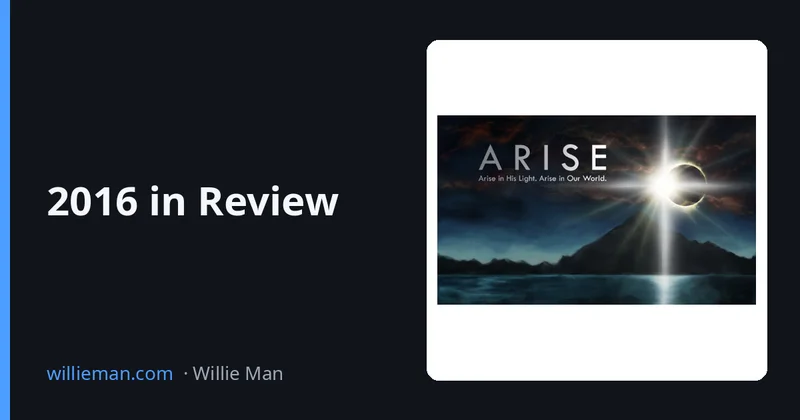 2016 in Review
willieman.com · Willie Man
ARISE
Arise in His Light. Arise in Our World.